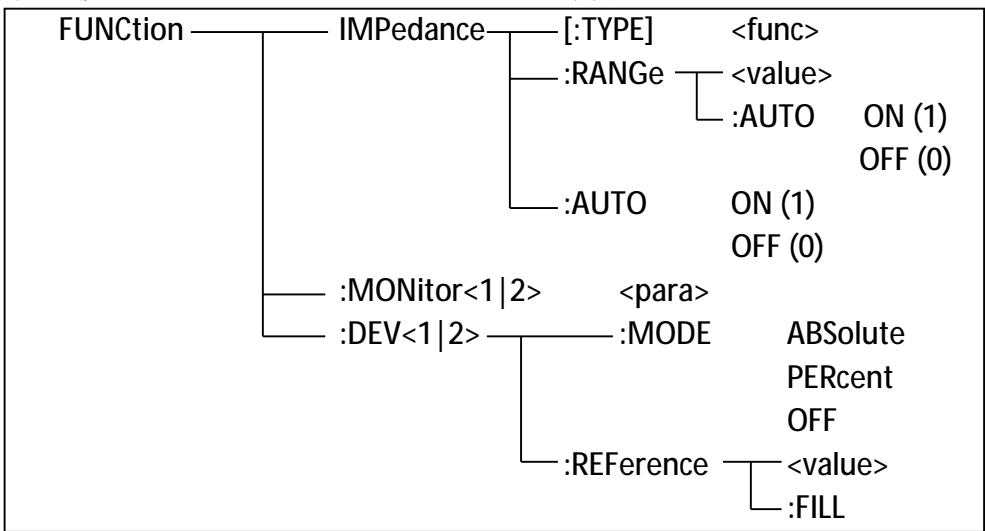 FUNCtion IMPedance [:TYPE] <func>
:RANGe <value>
:AUTO ON (1)
OFF (0)
:AUTO ON (1)
OFF (0)
:MONitor<1|2> <para>
:DEV<1|2> :MODE ABSolute
PERcent
OFF
:REFerence <value>
:FILL